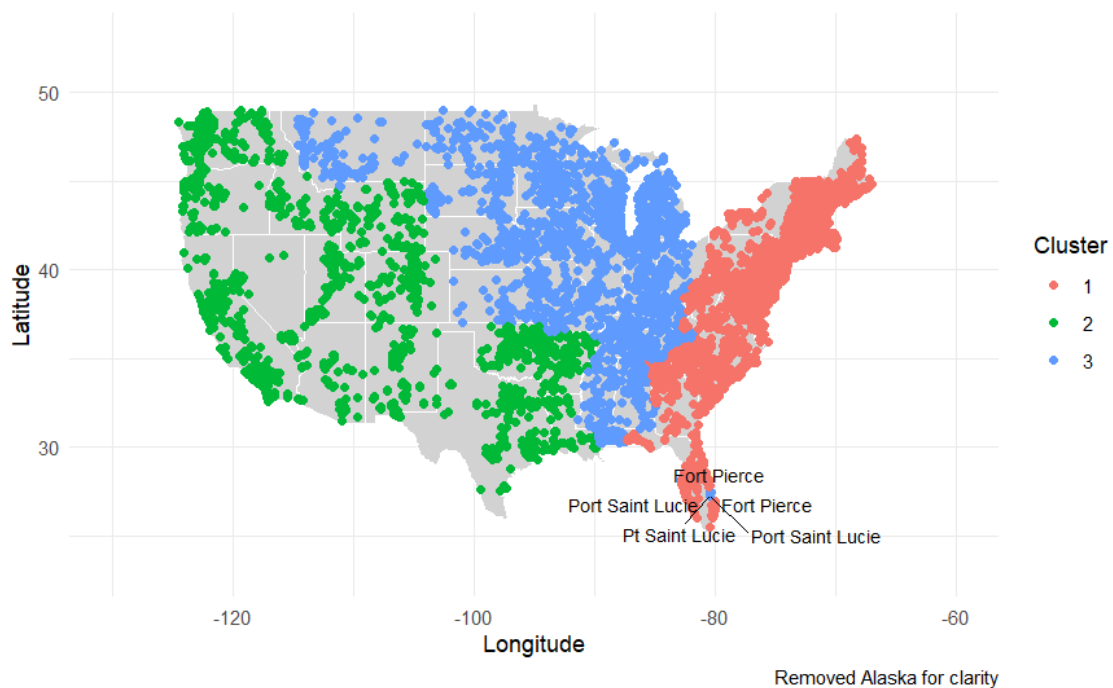 50
40
30
Latitude
Fort Pierce
Port Saint Lucie
Fort Pierce
Pt Saint Lucie
Port Saint Lucie
-120
-100
-80
-60
Longitude
Cluster
1
2
3
Removed Alaska for clarity